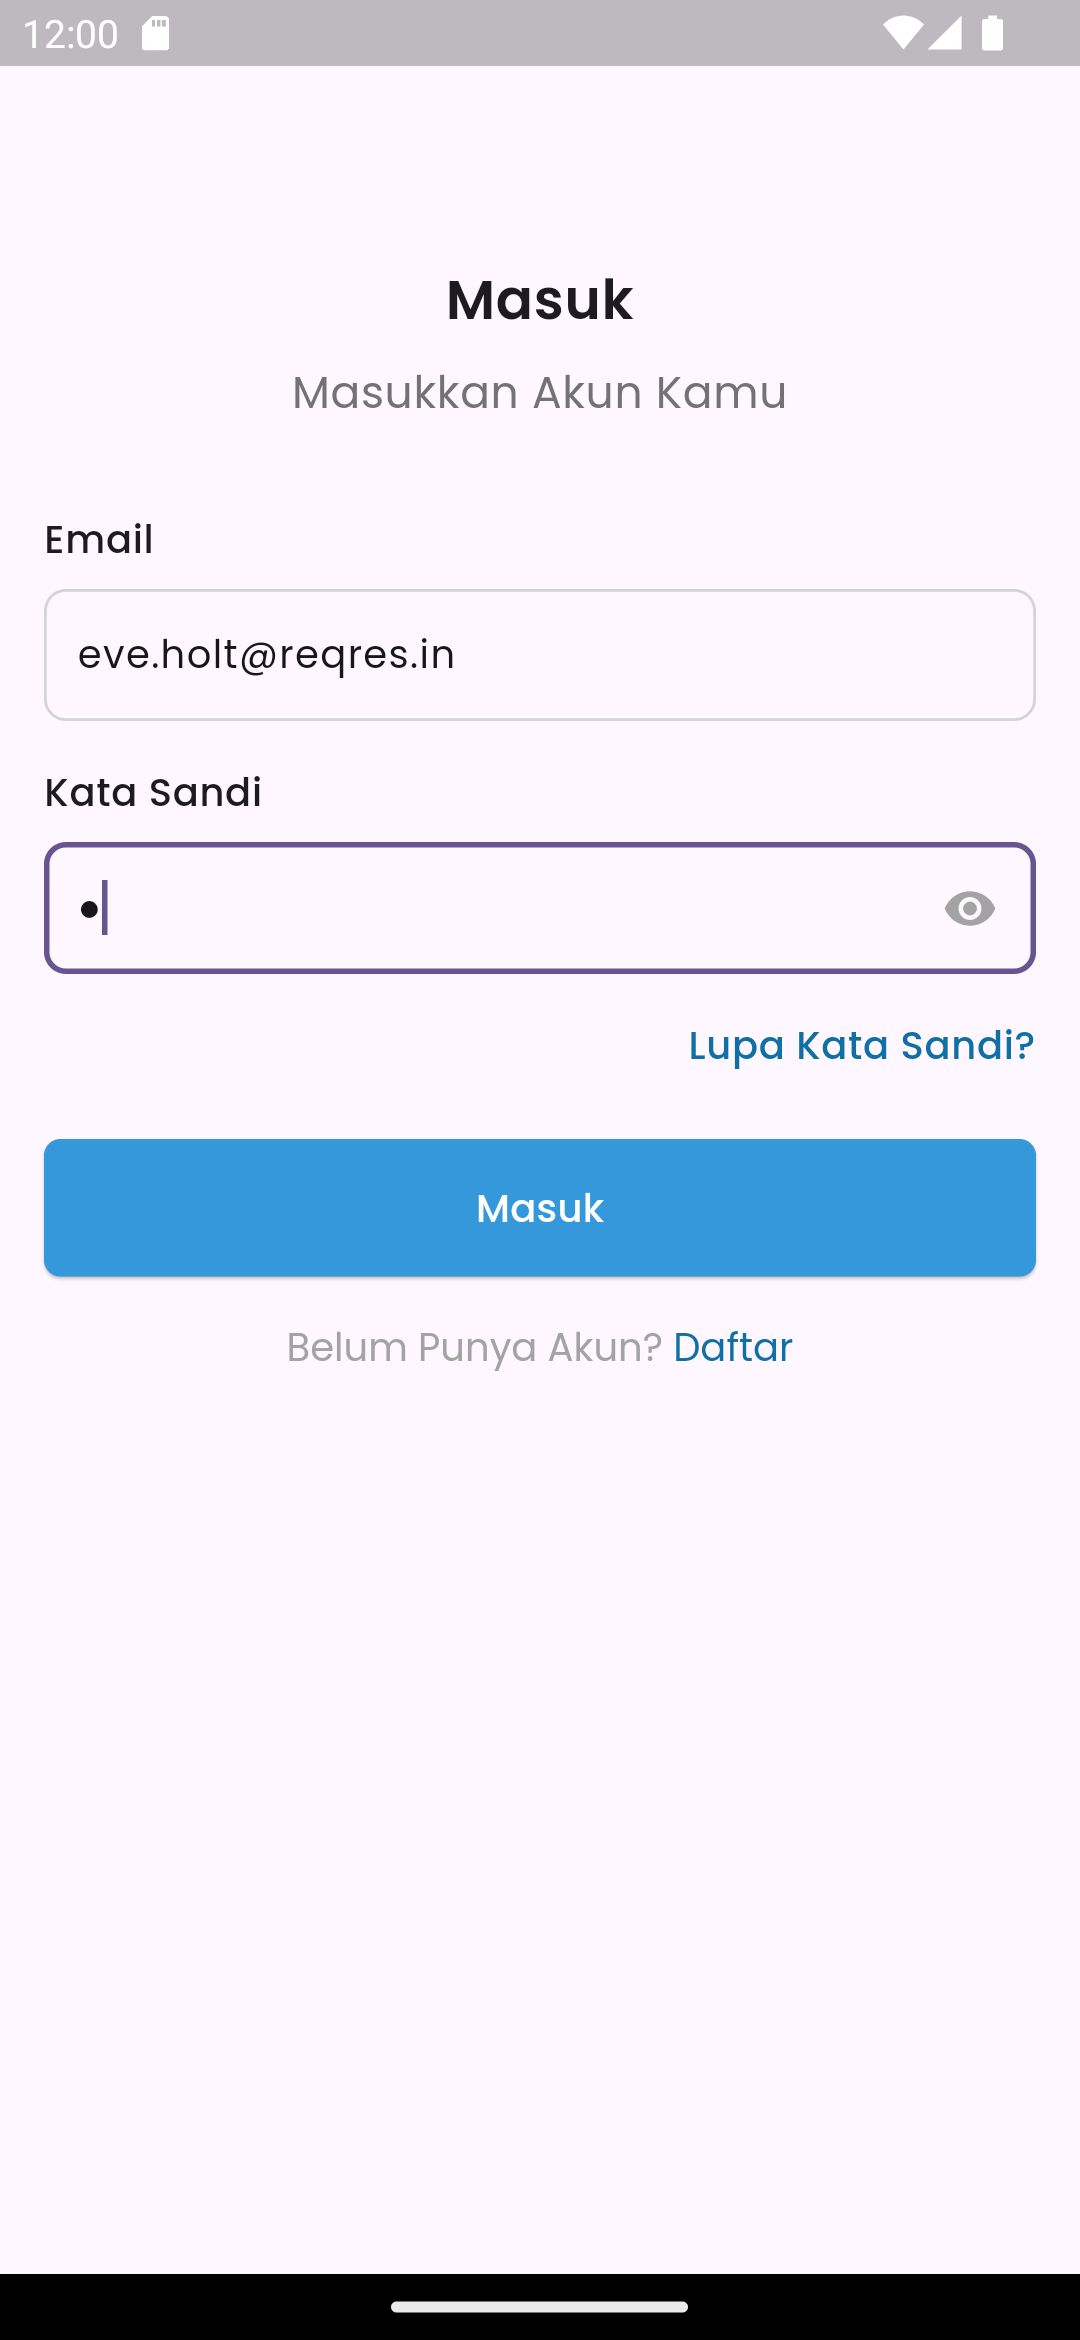 12:00
Masuk
Masukkan Akun Kamu
Email
eve.holt@reqres.in
Kata Sandi
•
Lupa Kata Sandi?
Masuk
Belum Punya Akun? Daftar